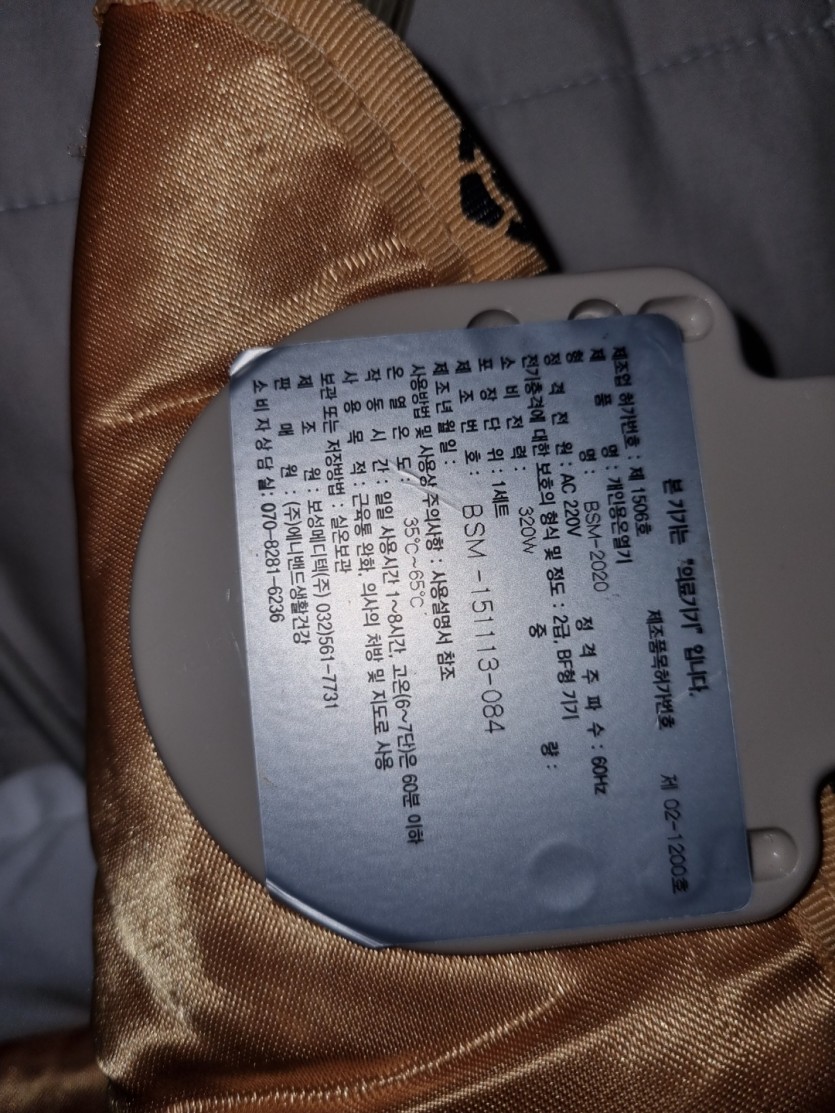 본 기기는 "의료기기" 입니다.
제조업 허가번호 : 제 1506호 제조품목허가번호 제 02-1200호
제 품 명 : 개인용온열기
형 명 : BSM-2020
정 격 전 원 : AC 220V 정 격 주 파 수 : 60Hz
전기충격에 대한 보호의 형식 및 정도 : 2급, BF형 기기
소 비 전 력 : 320W 중 량 :
포 장 단 위 : 1세트
제 조 번 호 : BSM -151113-084
제 조 년 월 일 :
사용방법 및 사용상 주의사항 : 사용설명서 참조
온 열 온 도 : 35℃~65℃
작 동 시 간 : 일일 사용시간 1~8시간, 고온(6~7단)은 60분 이하
사 용 목 적 : 근육통 완화, 의사의 처방 및 지도로 사용
보관 또는 저장방법 : 실온보관
제 조 원 : 보성메디텍(주) 032)561-7731
판 매 원 : (주)애니밴드생활건강
소 비 자 상 담 실 : 070-8281-6236